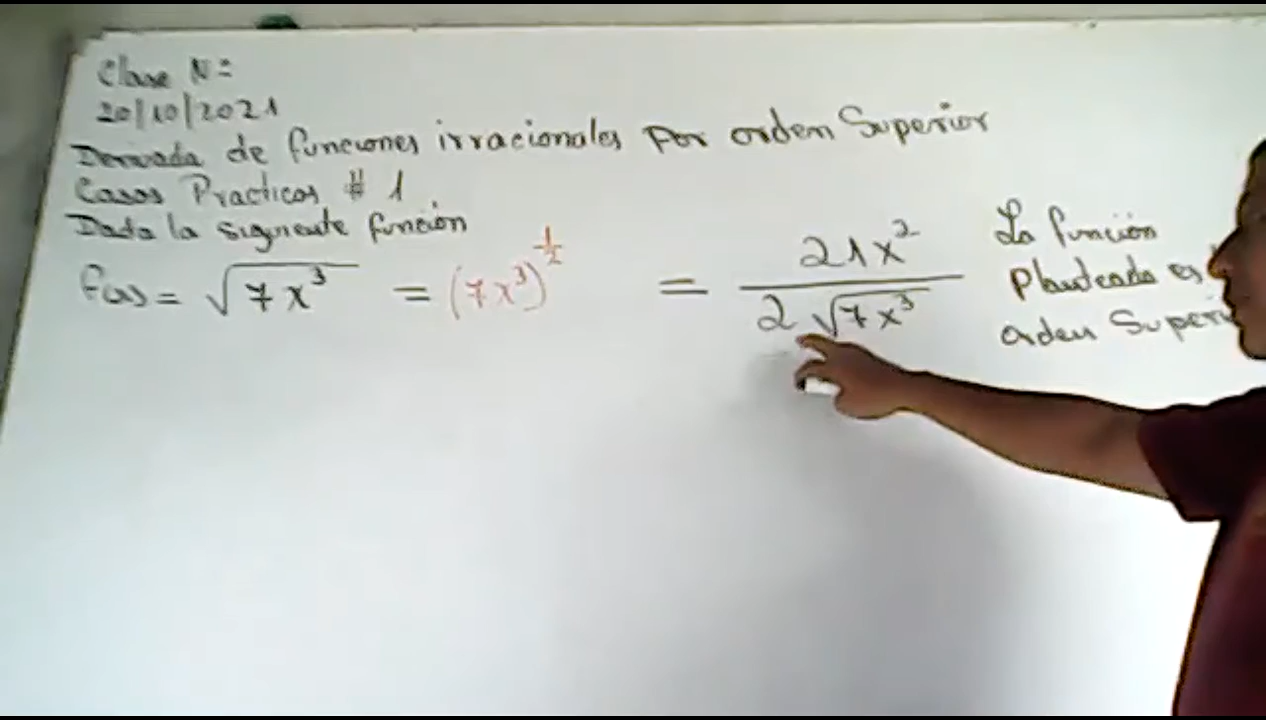 Clase N:
20/10/2021
Derivada de funciones irracionales por orden Superior
Casos Practicos # 1
Dada la siguiente función
f(x) = √7x³ = (7x³)^1/2 = 21x² / 2√7x³
La función
planteada es
orden